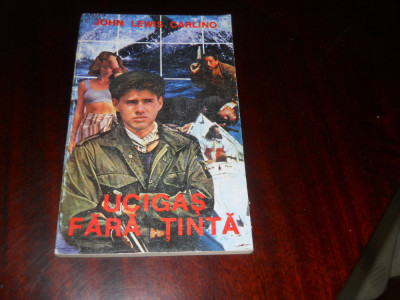 JOHN LEWIS CARLINO
UCIGAȘ
FĂRĂ ȚINTĂ